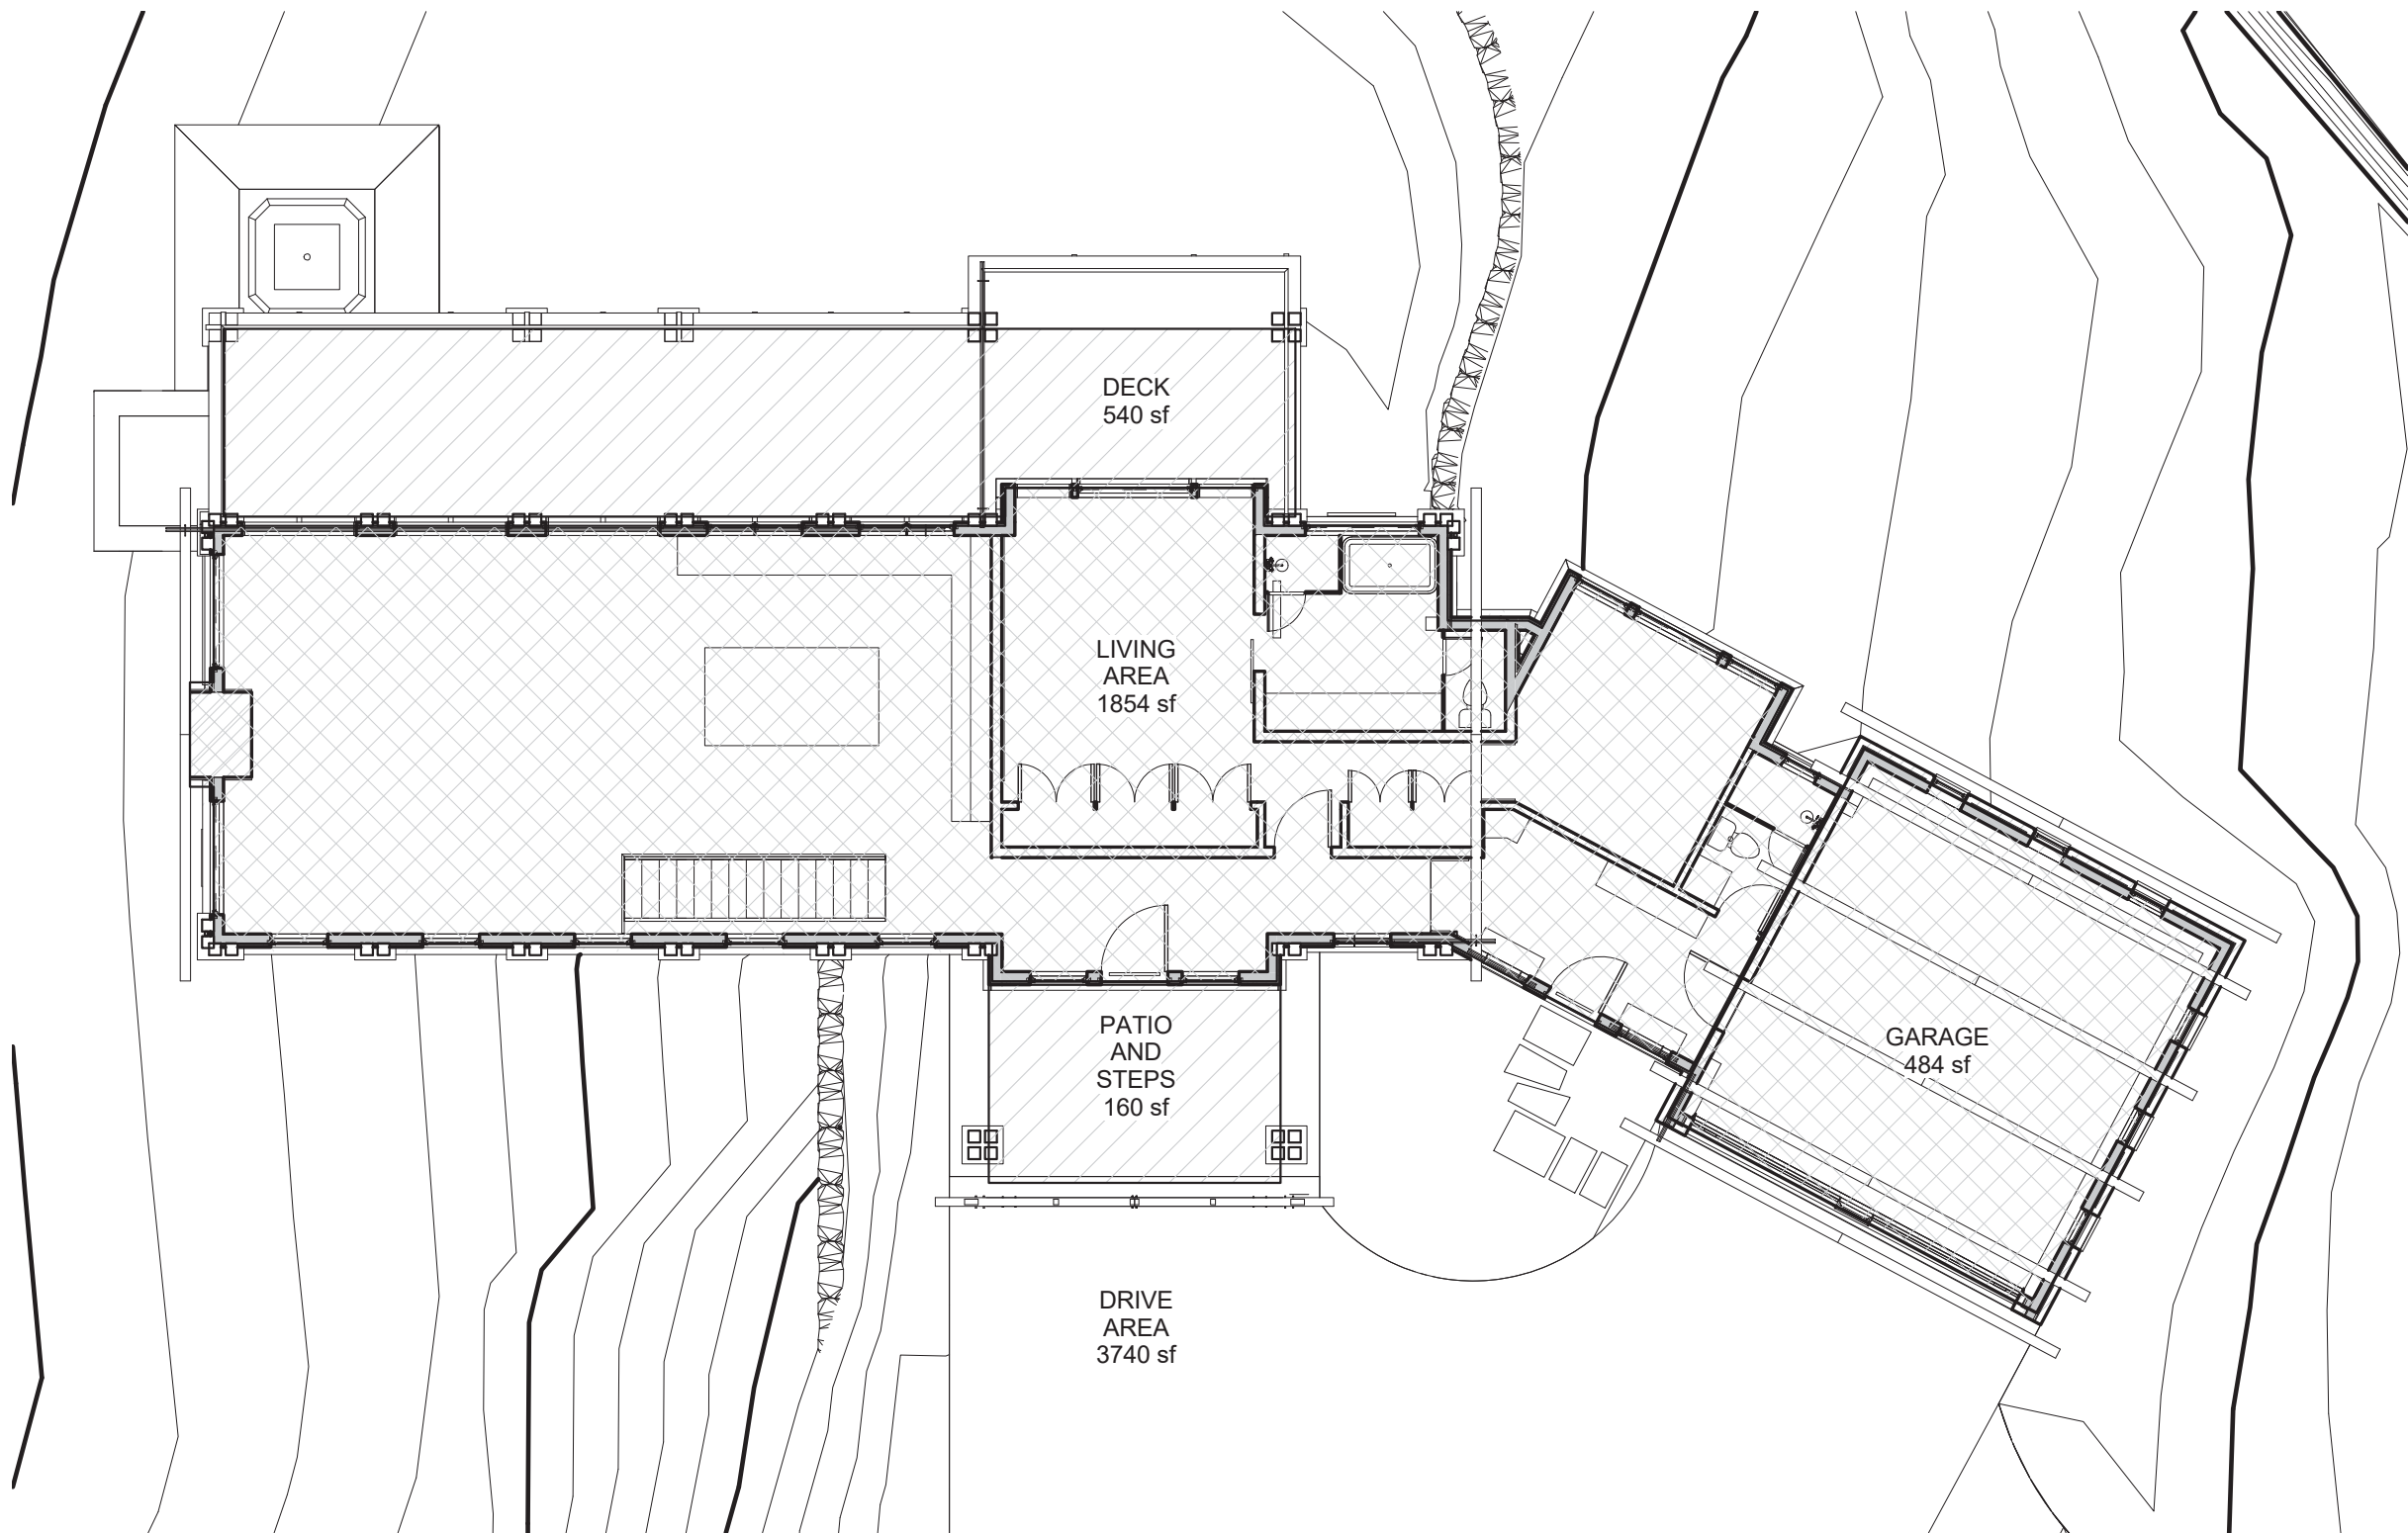 DECK
540 sf
LIVING
AREA
1854 sf
PATIO
AND
STEPS
160 sf
GARAGE
484 sf
DRIVE
AREA
3740 sf